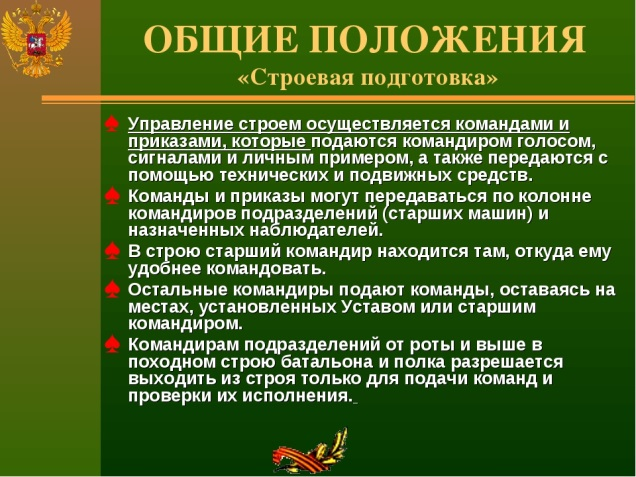 ОБЩИЕ ПОЛОЖЕНИЯ
«Строевая подготовка»
Управление строем осуществляется командами и
приказами, которые подаются командиром голосом,
сигналами и личным примером, а также передаются с
помощью технических и подвижных средств.
Команды и приказы могут передаваться по колонне
командиров подразделений (старших машин) и
назначенных наблюдателей.
В строю старший командир находится там, откуда ему
удобнее командовать.
Остальные командиры подают команды, оставаясь на
местах, установленных Уставом или старшим
командиром.
Командирам подразделений от роты и выше в
походном строю батальона и полка разрешается
выходить из строя только для подачи команд и
проверки их исполнения.